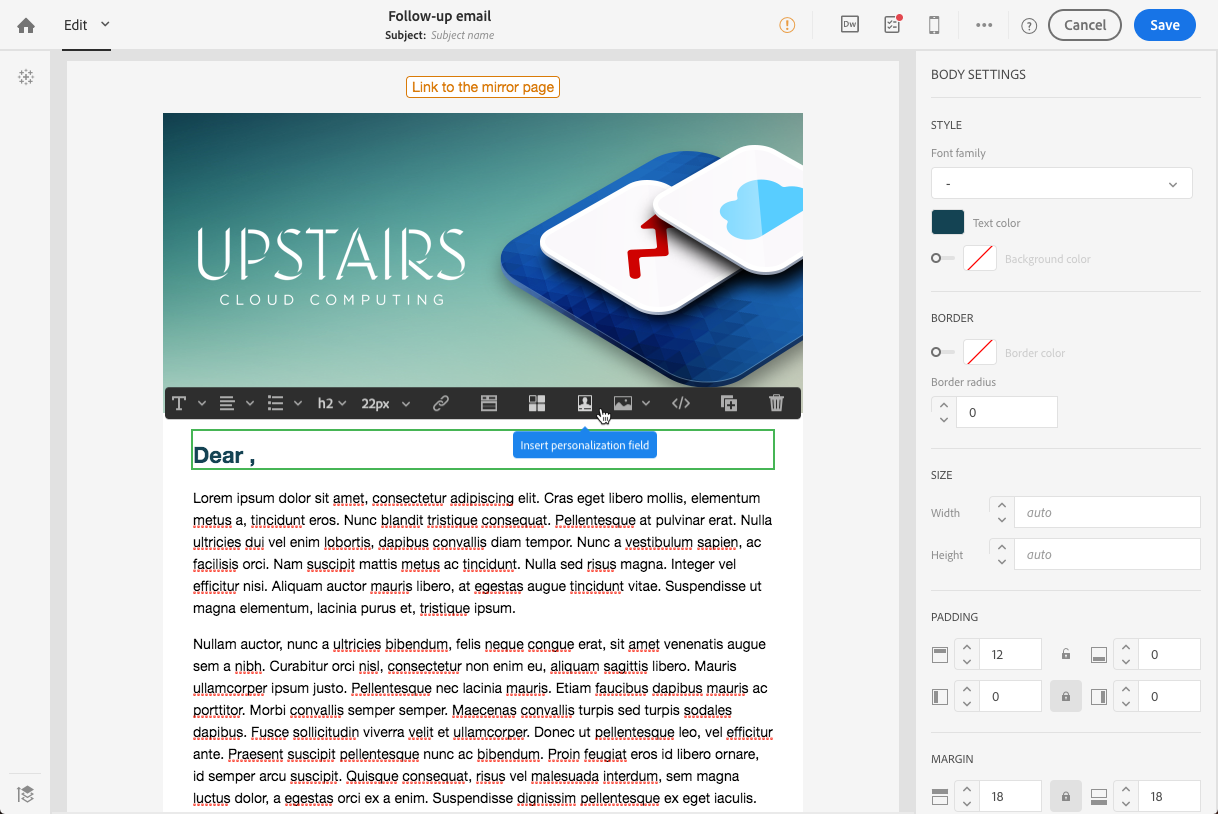 Edit
Follow-up email
Subject: Subject name
Dw
Cancel
Save
Link to the mirror page
UPSTAIRS
CLOUD COMPUTING
h2
22px
Insert personalization field
Dear ,
Lorem ipsum dolor sit amet, consectetur adipiscing elit. Cras eget libero mollis, elementum
metus a, tincidunt eros. Nunc blandit tristique consequat. Pellentesque at pulvinar erat. Nulla
ultricies dui vel enim lobortis, dapibus convallis diam tempor. Nunc a vestibulum sapien, ac
facilisis orci. Nam suscipit mattis metus ac tincidunt. Nulla sed risus magna. Integer vel
efficitur nisi. Aliquam auctor mauris libero, at egestas augue tincidunt vitae. Suspendisse ut
magna elementum, lacinia purus et, tristique ipsum.
Nullam auctor, nunc a ultricies bibendum, felis neque congue erat, sit amet venenatis augue
sem a nibh. Curabitur orci nisl, consectetur non enim eu, aliquam sagittis libero. Mauris
ullamcorper ipsum justo. Pellentesque nec lacinia mauris. Etiam faucibus dapibus mauris ac
porttitor. Morbi convallis semper semper. Maecenas convallis turpis sed turpis sodales
dapibus. Fusce sollicitudin viverra velit et ullamcorper. Donec ut pellentesque leo, vel efficitur
ante. Praesent suscipit pellentesque nunc ac bibendum. Proin feugiat eros id libero ornare,
id semper arcu suscipit. Quisque consequat, risus vel malesuada interdum, sem magna
luctus dolor, a egestas orci ex a enim. Suspendisse dignissim pellentesque ex eget iaculis.
BODY SETTINGS
STYLE
Font family
-
Text color
Background color
BORDER
Border color
Border radius
0
SIZE
Width
auto
Height
auto
PADDING
12
0
0
0
MARGIN
18
18